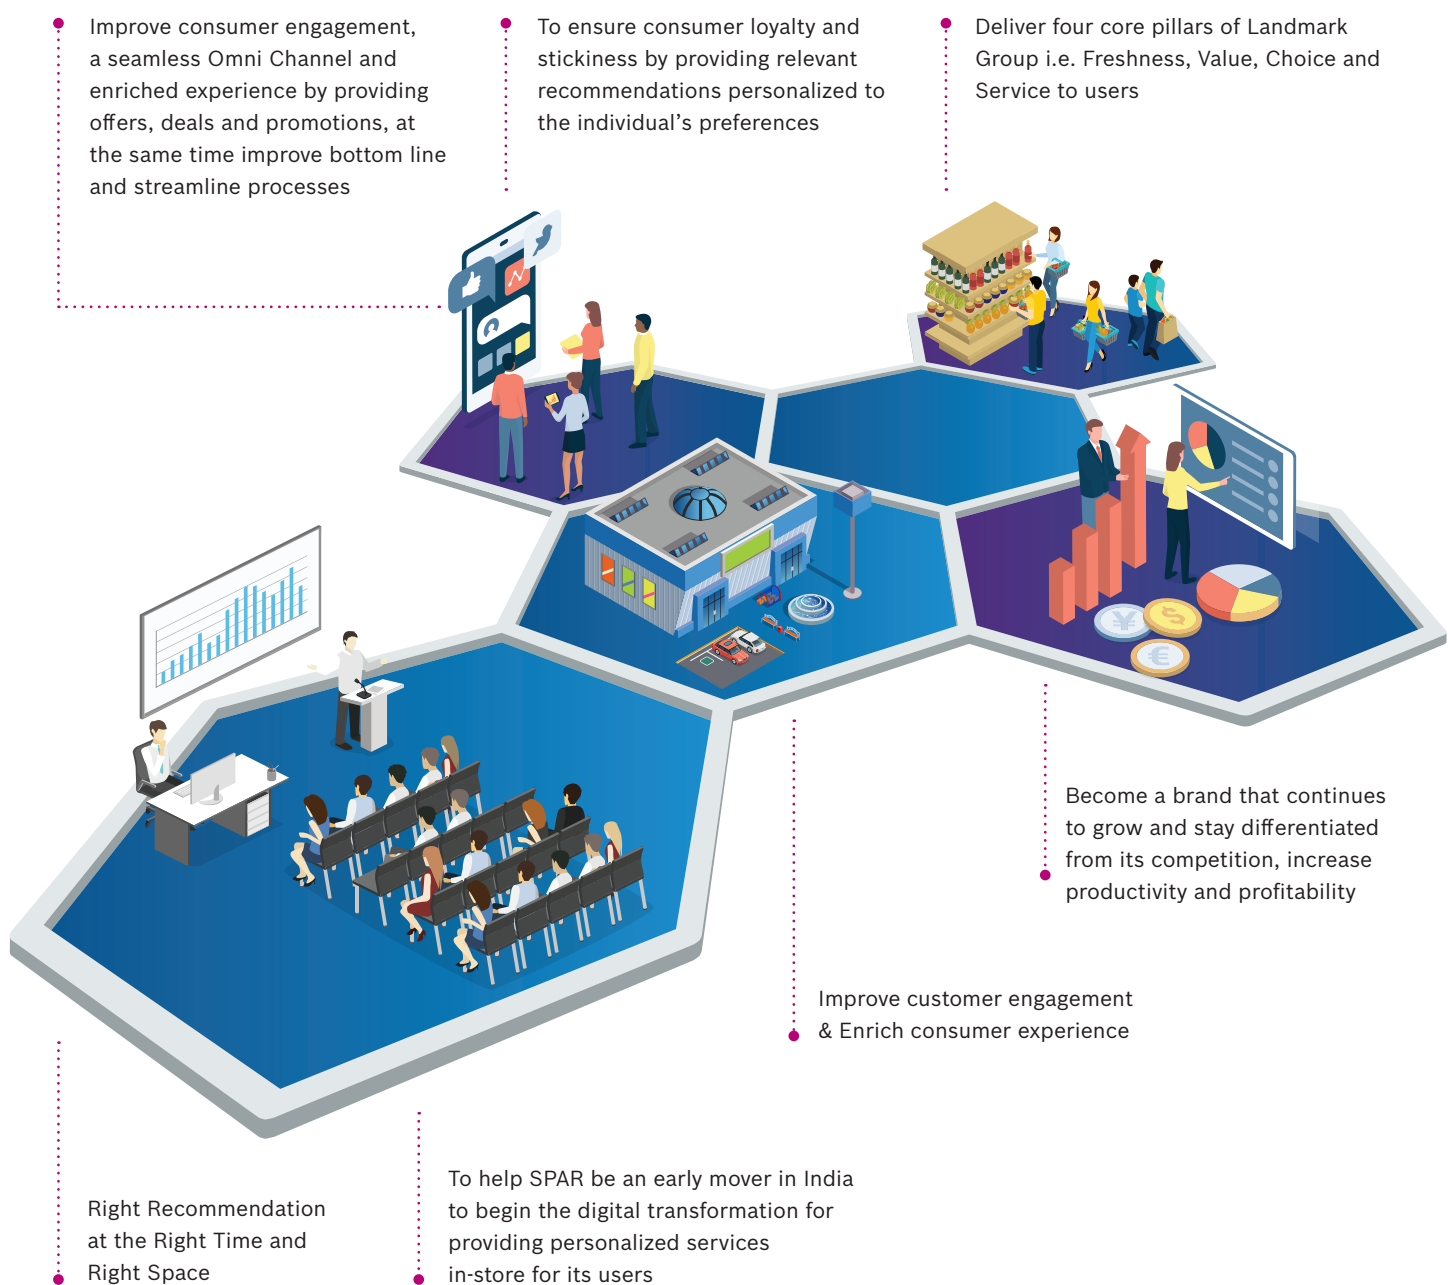 Improve consumer engagement,
a seamless Omni Channel and
enriched experience by providing
offers, deals and promotions, at
the same time improve bottom line
and streamline processes
To ensure consumer loyalty and
stickiness by providing relevant
recommendations personalized to
the individual’s preferences
Deliver four core pillars of Landmark
Group i.e. Freshness, Value, Choice and
Service to users
¥
$
€
Become a brand that continues
to grow and stay differentiated
from its competition, increase
productivity and profitability
Improve customer engagement
& Enrich consumer experience
Right Recommendation
at the Right Time and
Right Space
To help SPAR be an early mover in India
to begin the digital transformation for
providing personalized services
in-store for its users